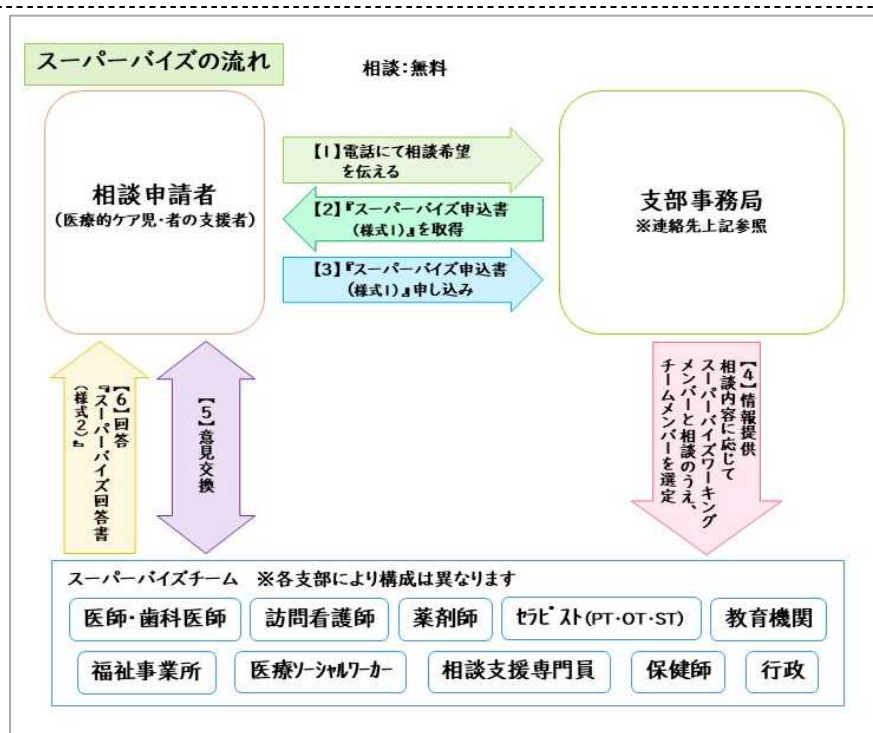 スーパーバイズの流れ
相談:無料
相談申請者
(医療的ケア児・者の支援者)
【1】電話にて相談希望
を伝える
【2】『スーパーバイズ申込書
(様式1)』を取得
【3】『スーパーバイズ申込書
(様式1)』申し込み
支部事務局
※連絡先上記参照
【6】回答
『スーパーバイズ回答書
(様式2)』
【5】意見交換
【4】情報提供
相談内容に応じて
スーパーバイズワーキング
メンバーと相談のうえ、
チームメンバーを選定
スーパーバイズチーム ※各支部により構成は異なります
医師・歯科医師
訪問看護師
薬剤師
セラピスト(PT・OT・ST)
教育機関
福祉事業所
医療ソーシャルワーカー
相談支援専門員
保健師
行政